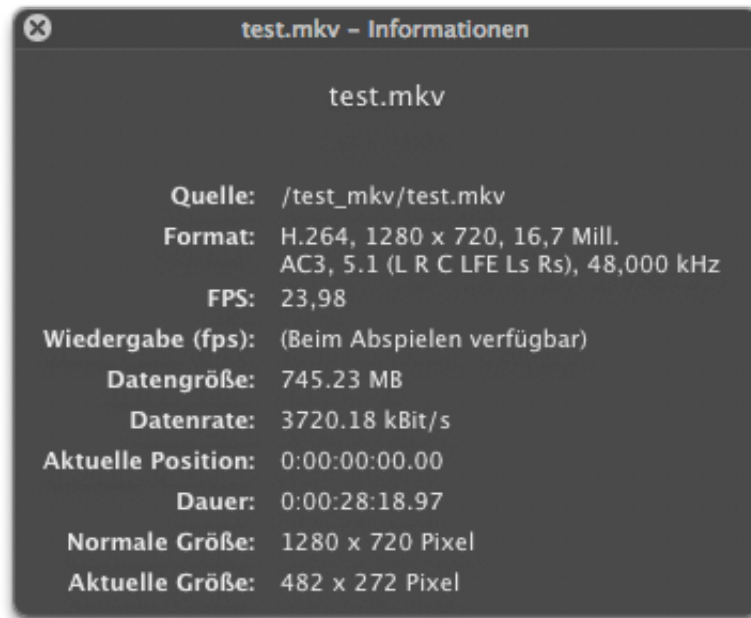 test.mkv – Informationen
test.mkv
Quelle: /test_mkv/test.mkv
Format: H.264, 1280 x 720, 16,7 Mill.
AC3, 5.1 (L R C LFE Ls Rs), 48,000 kHz
FPS: 23,98
Wiedergabe (fps): (Beim Abspielen verfügbar)
Datengröße: 745.23 MB
Datenrate: 3720.18 kBit/s
Aktuelle Position: 0:00:00:00.00
Dauer: 0:00:28:18.97
Normale Größe: 1280 x 720 Pixel
Aktuelle Größe: 482 x 272 Pixel